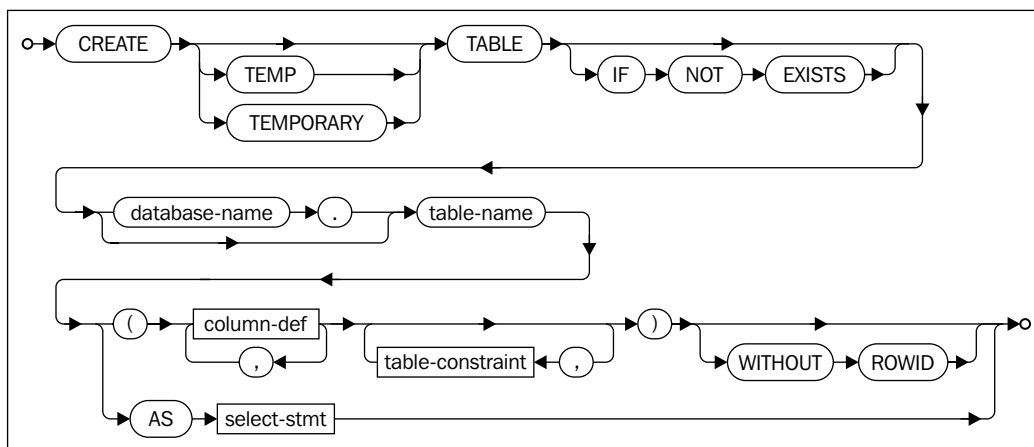 CREATE TABLE
TEMP IF NOT EXISTS
TEMPORARY
database-name . table-name
( column-def )
, table-constraint , WITHOUT ROWID
AS select-stmt